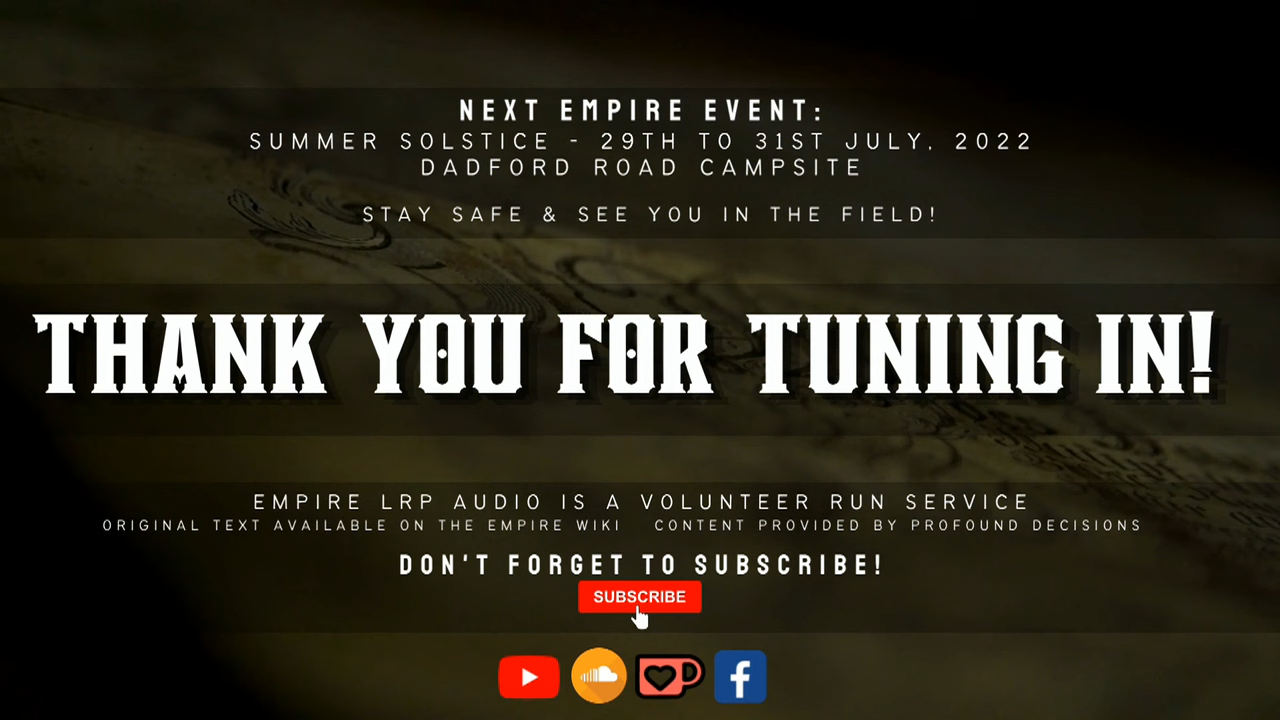 NEXT EMPIRE EVENT:
SUMMER SOLSTICE - 29TH TO 31ST JULY, 2022
DADFORD ROAD CAMPSITE
STAY SAFE & SEE YOU IN THE FIELD!
THANK YOU FOR TUNING IN!
EMPIRE LRP AUDIO IS A VOLUNTEER RUN SERVICE
ORIGINAL TEXT AVAILABLE ON THE EMPIRE WIKI CONTENT PROVIDED BY PROFOUND DECISIONS
DON'T FORGET TO SUBSCRIBE!
SUBSCRIBE